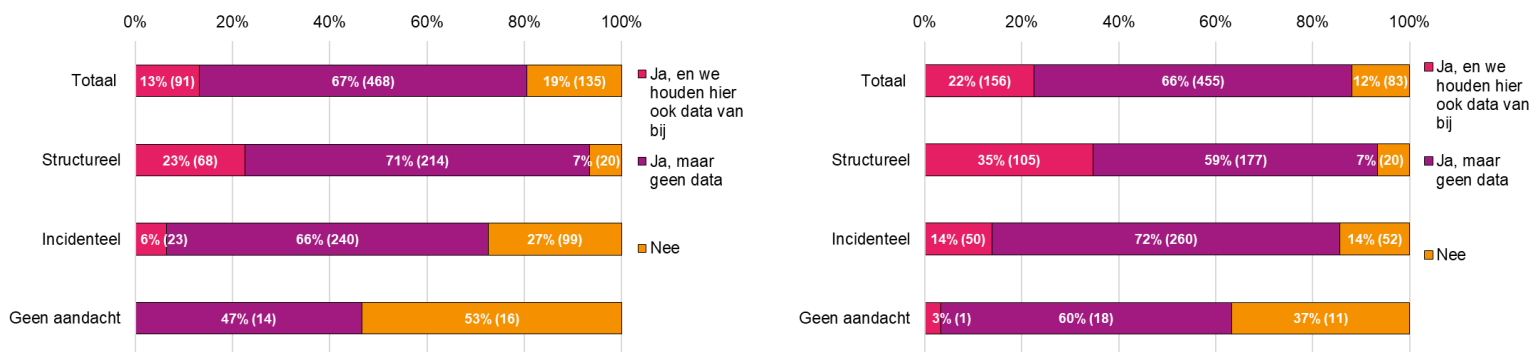 0% 20% 40% 60% 80% 100%
Totaal 13% (91) 67% (468) 19% (135)
Structureel 23% (68) 71% (214) 7% (20)
Incidenteel 6% (23) 66% (240) 27% (99)
Geen aandacht 47% (14) 53% (16)
Ja, en we
houden hier
ook data van
bij
Ja, maar
geen data
Nee
0% 20% 40% 60% 80% 100%
Totaal 22% (156) 66% (455) 12% (83)
Structureel 35% (105) 59% (177) 7% (20)
Incidenteel 14% (50) 72% (260) 14% (52)
Geen aandacht 3% (1) 60% (18) 37% (11)
Ja, en we
houden hier
ook data van
bij
Ja, maar
geen data
Nee